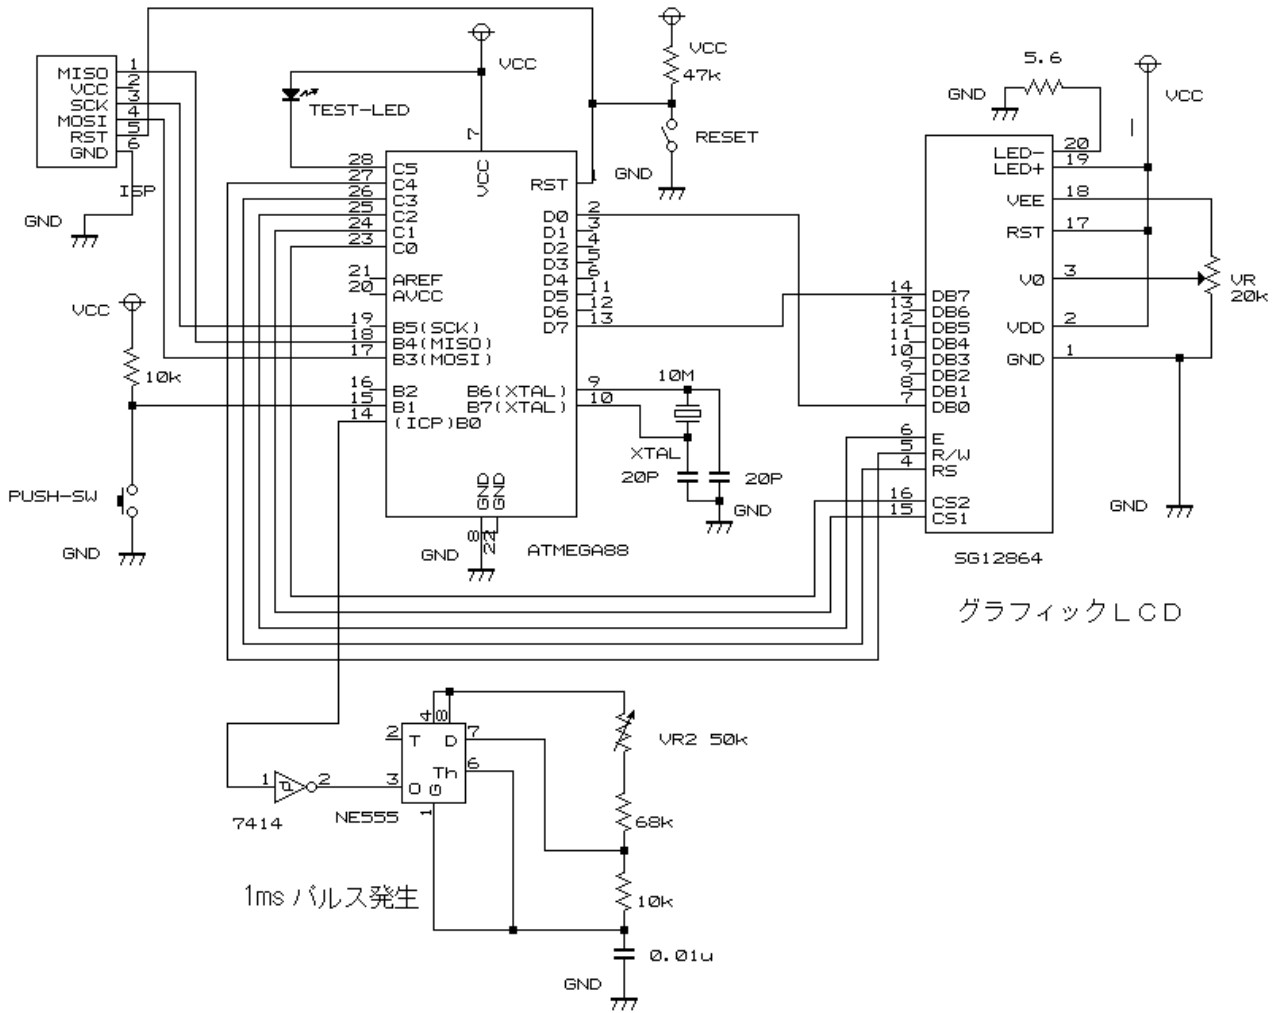 VCC
VCC
47k
RESET
GND
MISO 1
VCC 2
SCK 3
MOSI 4
RST 5
GND 6
ISP
GND
TEST-LED
VCC
7
VCC
28 C5
27 C4
26 C3
25 C2
24 C1
23 C0
21 AREF
20 AVCC
19 B5(SCK)
18 B4(MISO)
17 B3(MOSI)
16 B2
15 B1
14 (ICP)B0
RST 1
D0 2
D1 3
D2 4
D3 5
D4 6
D5 11
D6 12
D7 13
B6(XTAL) 9
B7(XTAL) 10
GND GND
8 22
GND
ATMEGA88
VCC
10k
PUSH-SW
GND
10M
XTAL
20P
20P
GND
5.6
GND
VCC
LED- 20
LED+ 19
VEE 18
RST 17
V0 3
VDD 2
GND 1
VR
20k
GND
14 DB7
13 DB6
12 DB5
11 DB4
10 DB3
9 DB2
8 DB1
7 DB0
6 E
5 R/W
4 RS
16 CS2
15 CS1
SG12864
グラフィックLCD
4 8
2 T D 7
Th 6
3 O G
1
NE555
1 2
7414
VR2 50k
68k
10k
0.01u
GND
1ms パルス発生